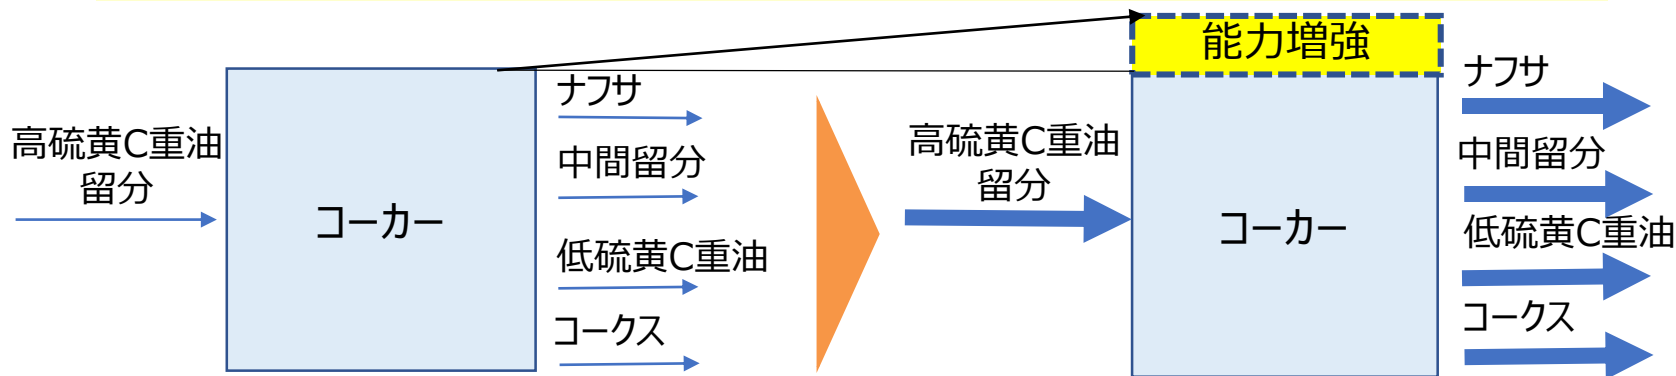 高硫黄C重油
留分
コーカー
ナフサ
中間留分
低硫黄C重油
コークス
高硫黄C重油
留分
能力増強
コーカー
ナフサ
中間留分
低硫黄C重油
コークス